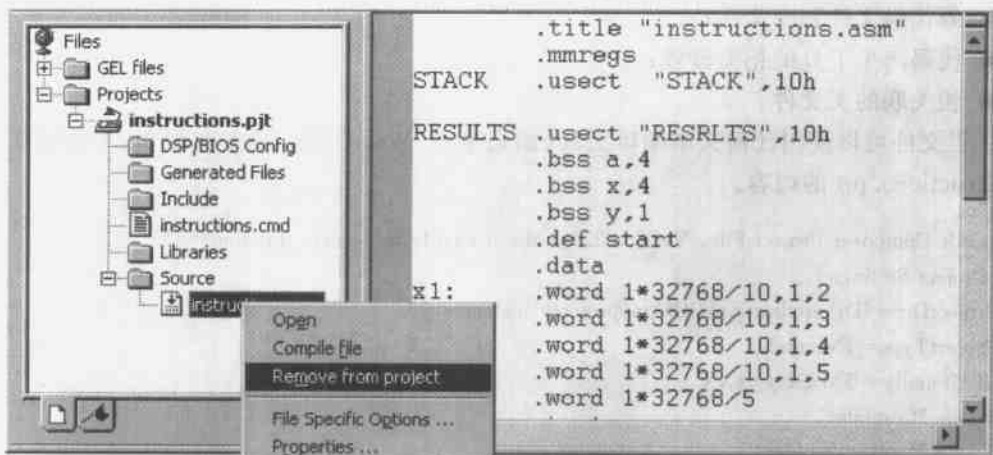 Files
GEL files
Projects
instructions.pjt
DSP/BIOS Config
Generated Files
Include
instructions.cmd
Libraries
Source
instruc
Open
Compile file
Remove from project
File Specific Options ...
Properties ...
.title "instructions.asm"
.mmregs
STACK .usect "STACK",10h
RESULTS .usect "RESRLTS",10h
.bss a,4
.bss x,4
.bss y,1
.def start
.data
x1: .word 1*32768/10,1,2
.word 1*32768/10,1,3
.word 1*32768/10,1,4
.word 1*32768/10,1,5
.word 1*32768/5